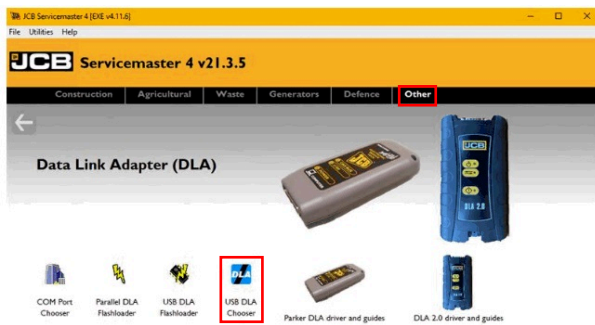 JCB Servicemaster 4 [EXE v4.11.6]
File Utilities Help
JCB Servicemaster 4 v21.3.5
Construction Agricultural Waste Generators Defence Other
Data Link Adapter (DLA)
JCB
DLA 2.0
DLA
COM Port Parallel DLA USB DLA USB DLA
Chooser Flashloader Flashloader Chooser
Parker DLA driver and guides DLA 2.0 driver and guides